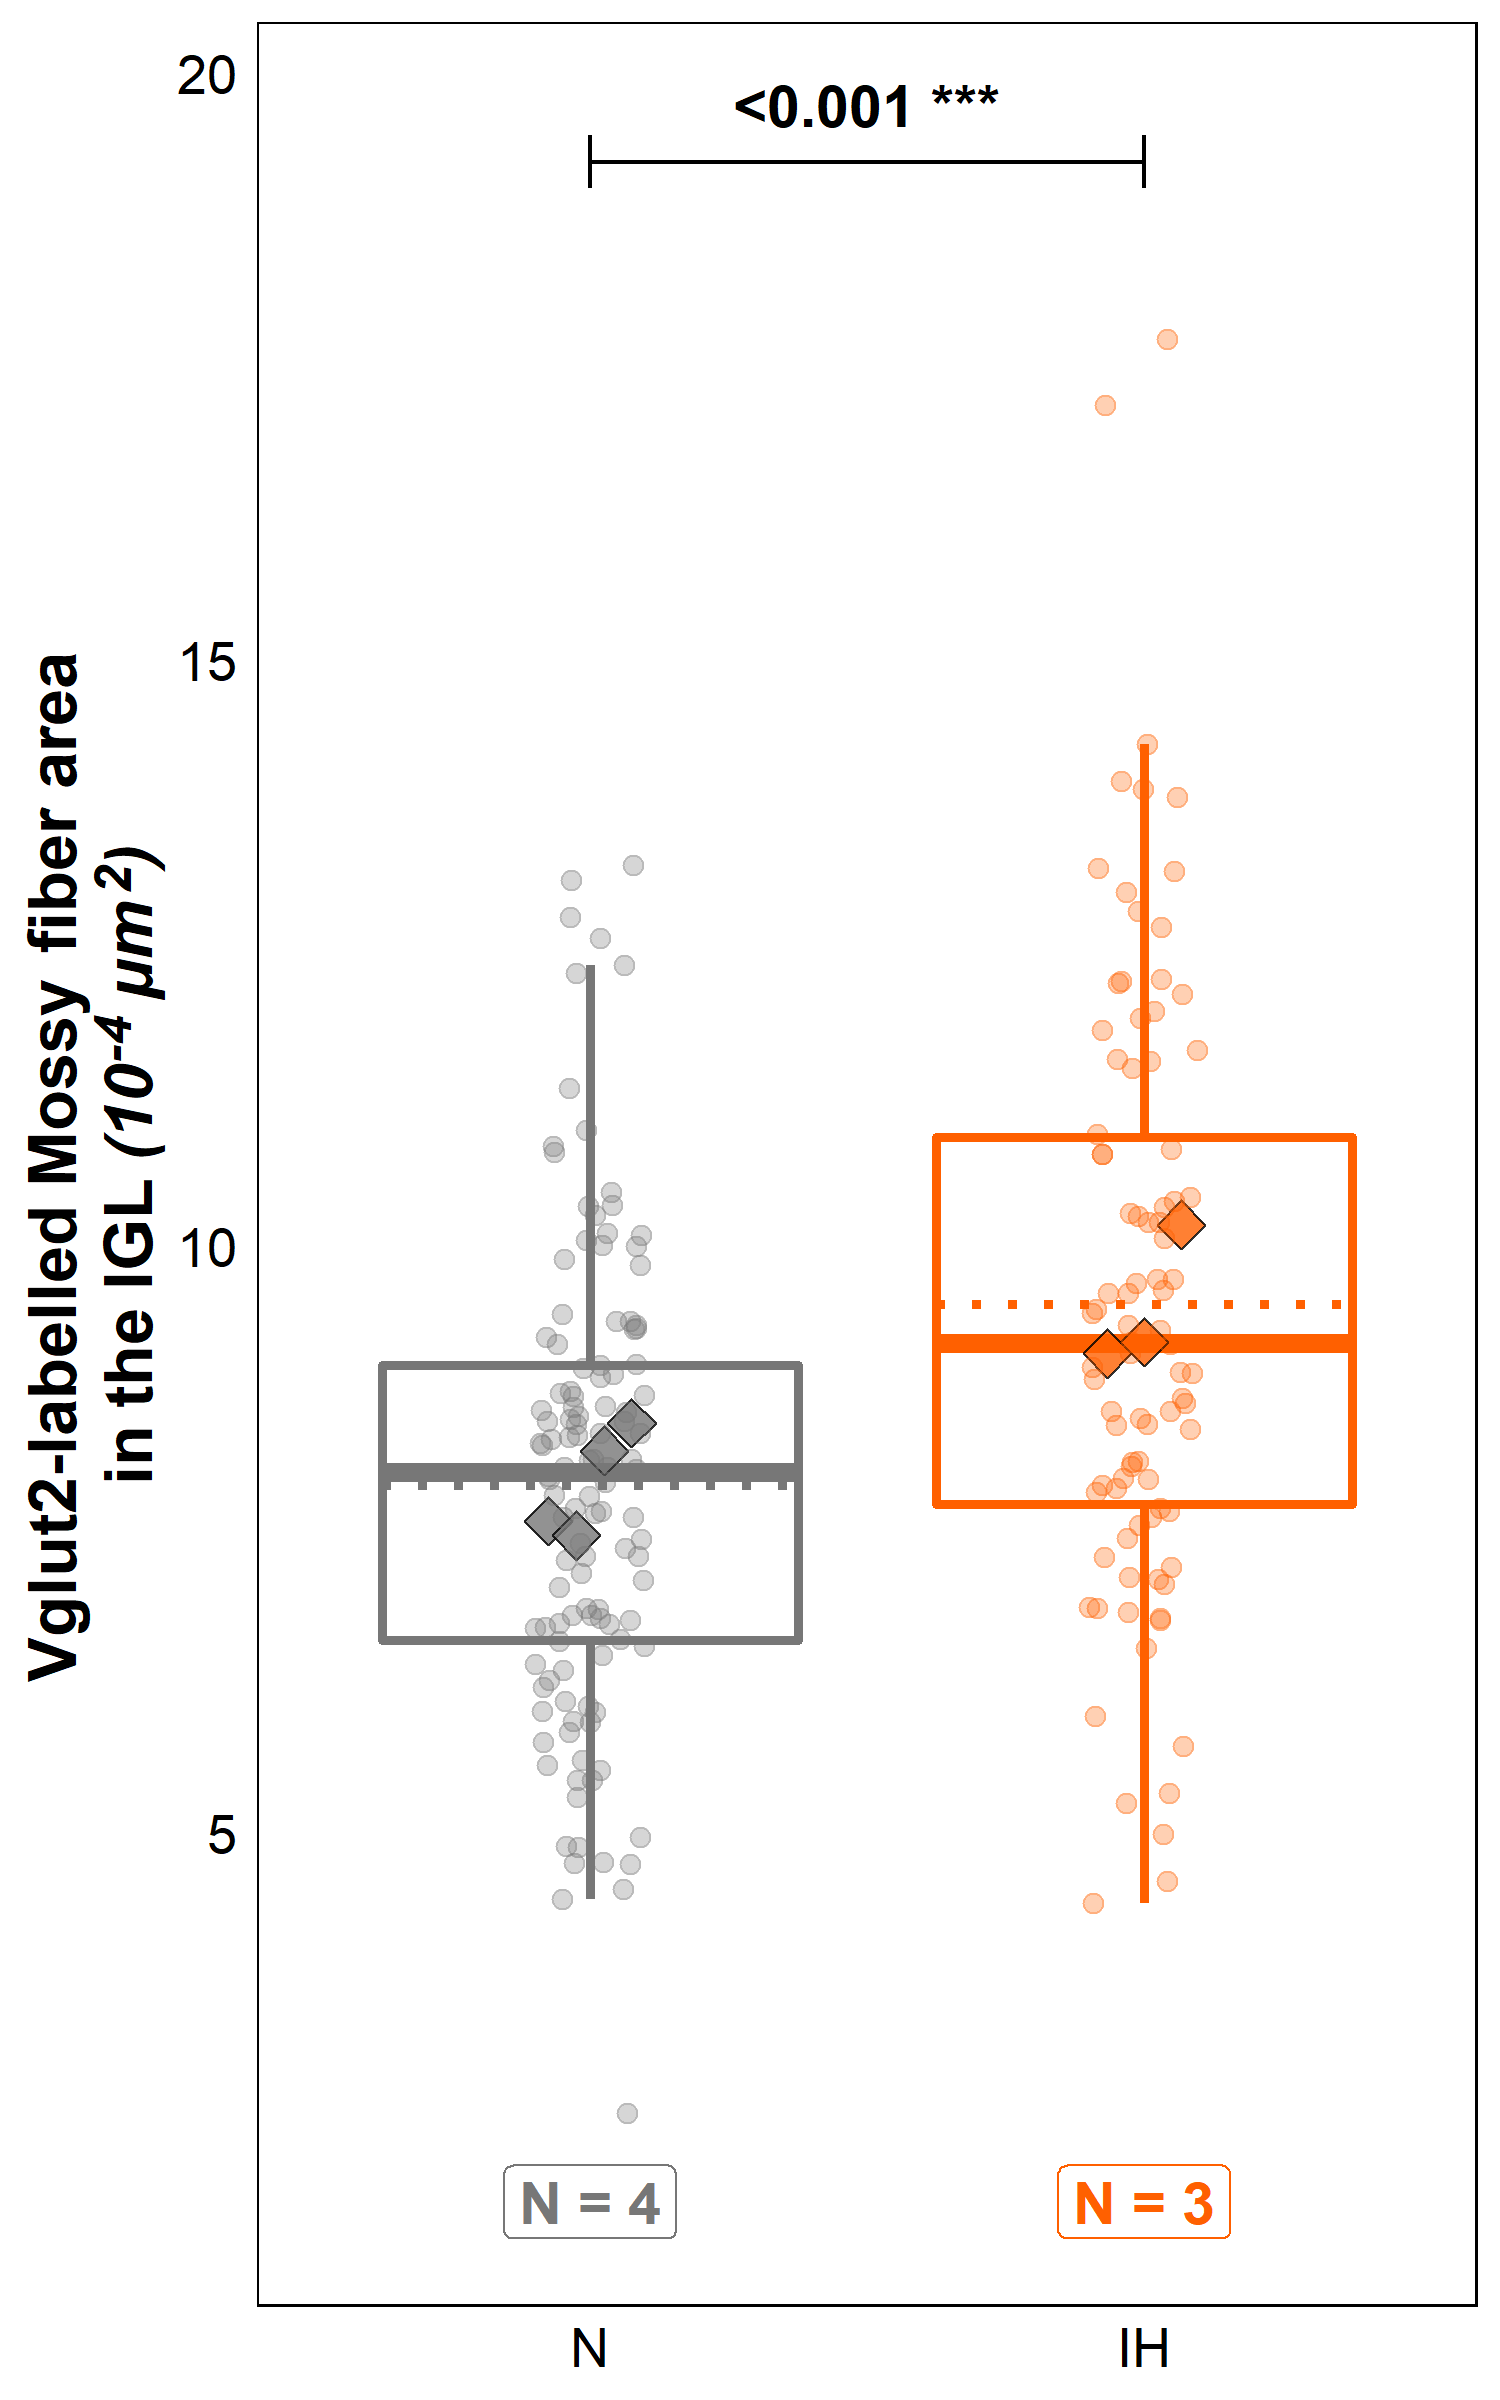 <0.001 ***
20
15
10
5
Vglut2-labelled Mossy fiber area
in the IGL (10⁻⁴ µm²)
N = 4
N = 3
N
IH